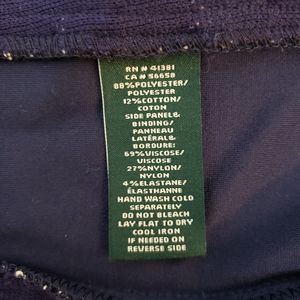 RN # 41381
CA # 56658
88%POLYESTER/
POLYESTER
12%COTTON/
COTON
SIDE PANEL&
BINDING/
PANNEAU
LATÉRAL&
BORDURE:
69%VISCOSE/
VISCOSE
27%NYLON/
NYLON
4%ELASTANE/
ÉLASTHANNE
HAND WASH COLD
SEPARATELY
DO NOT BLEACH
LAY FLAT TO DRY
COOL IRON
IF NEEDED ON
REVERSE SIDE